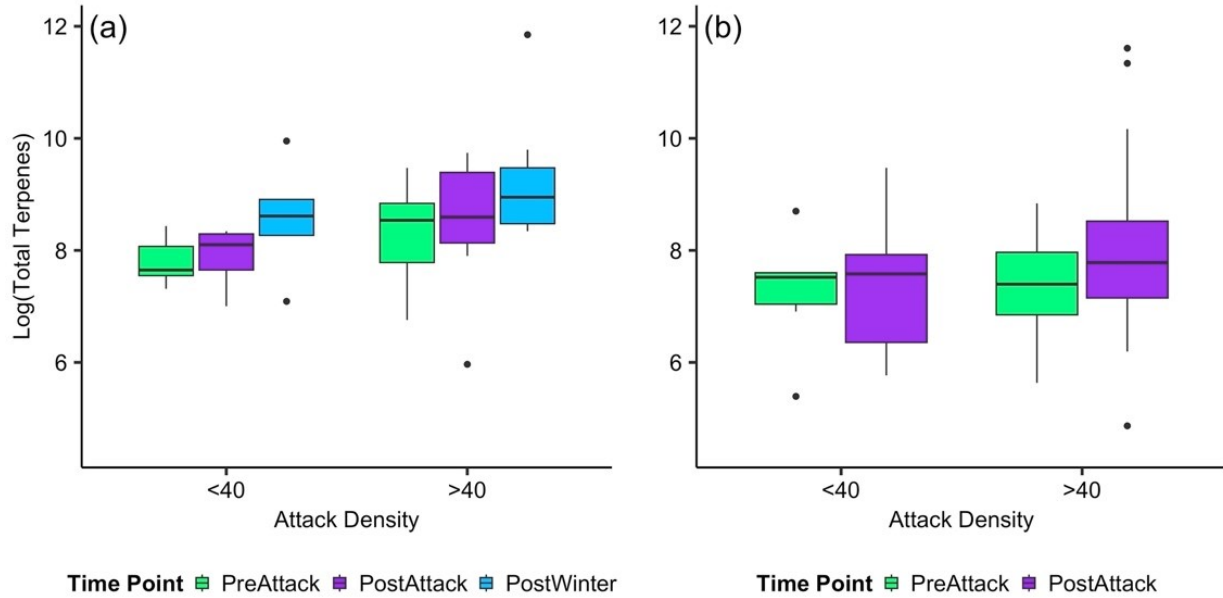 (a)
12
10
8
6
Log(Total Terpenes)
<40
>40
Attack Density
Time Point PreAttack PostAttack PostWinter
(b)
12
10
8
6
<40
>40
Attack Density
Time Point PreAttack PostAttack